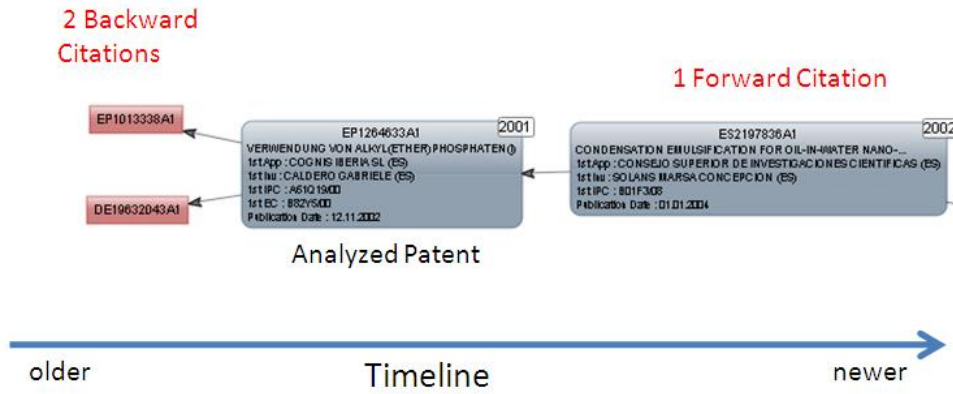 2 Backward
Citations
1 Forward Citation
EP1013338A1
DE19632043A1
2001
EP1264633A1
VERWENDUNG VON ALKYL(ETHER)PHOSPHATEN ()
1st App : COGNIS IBERIA SL (ES)
1st Inu : CALDERO GABRIELE (ES)
1st IPC : A61Q19/00
1st EC : B82Y5/00
Publication Date : 12.11.2002
2002
ES2197836A1
CONDENSATION EMULSIFICATION FOR OIL-IN-WATER NANO-...
1st App : CONSEJO SUPERIOR DE INVESTIGACIONES CIENTIFICAS (ES)
1st Inu : SOLANS MARSA CONCEPCION (ES)
1st IPC : B01F3/08
Publication Date : 01.01.2004
Analyzed Patent
older
Timeline
newer